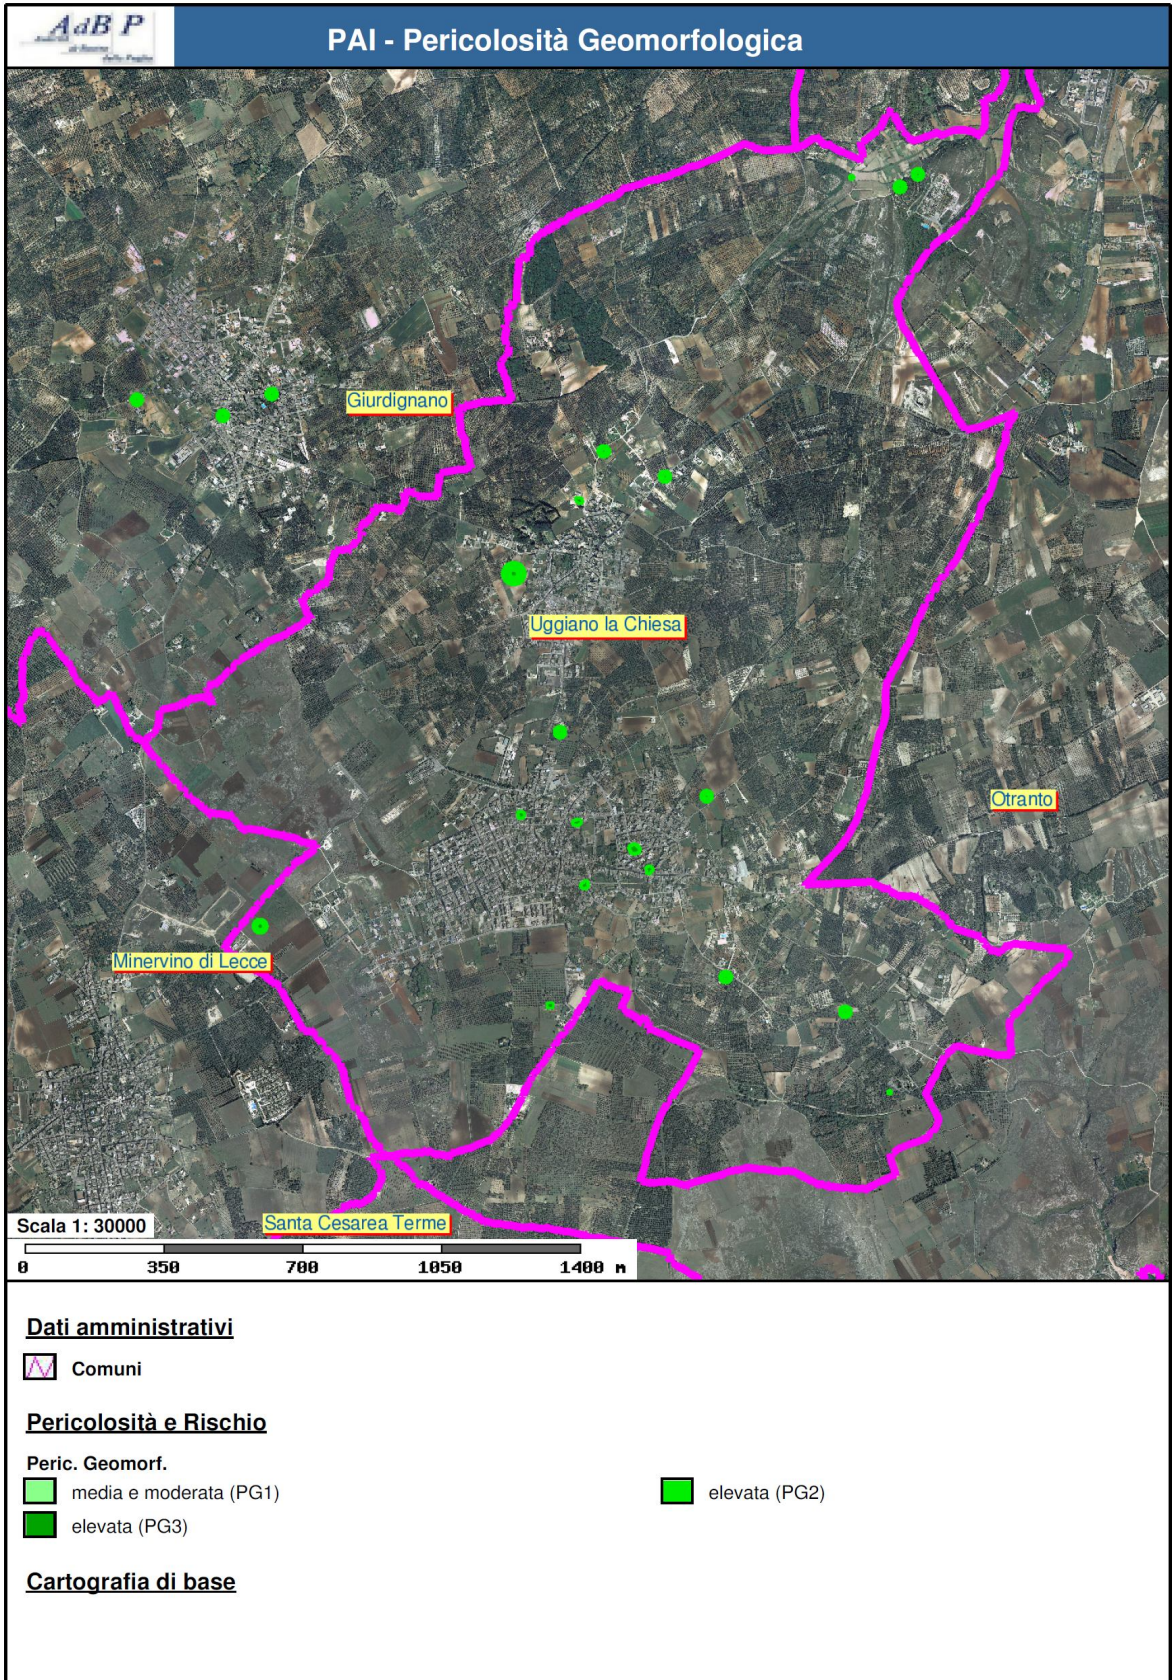 AdB P
PAI - Pericolosità Geomorfologica
Giurdignano
Uggiano la Chiesa
Otranto
Minervino di Lecce
Santa Cesarea Terme
Scala 1: 30000
0 350 700 1050 1400 m
Dati amministrativi
Comuni
Pericolosità e Rischio
Peric. Geomorf.
media e moderata (PG1)
elevata (PG2)
elevata (PG3)
Cartografia di base